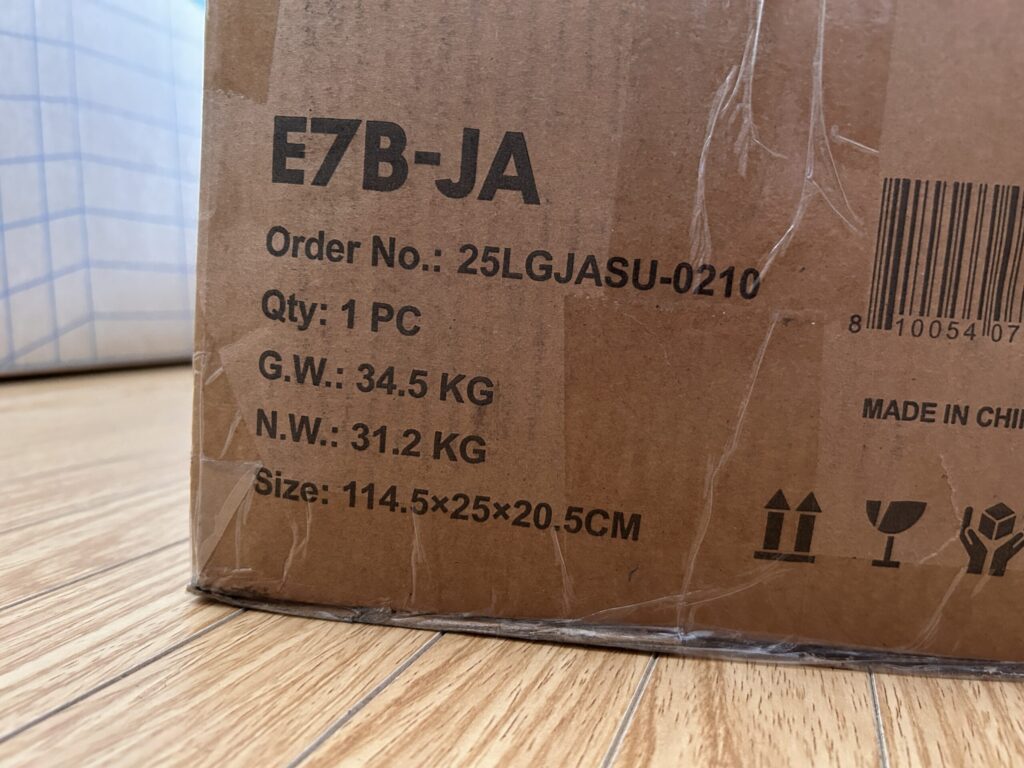 E7B-JA
Order No.: 25LGJASU-0210
Qty: 1 PC
G.W.: 34.5 KG
N.W.: 31.2 KG
Size: 114.5×25×20.5CM
8 10054 07
MADE IN